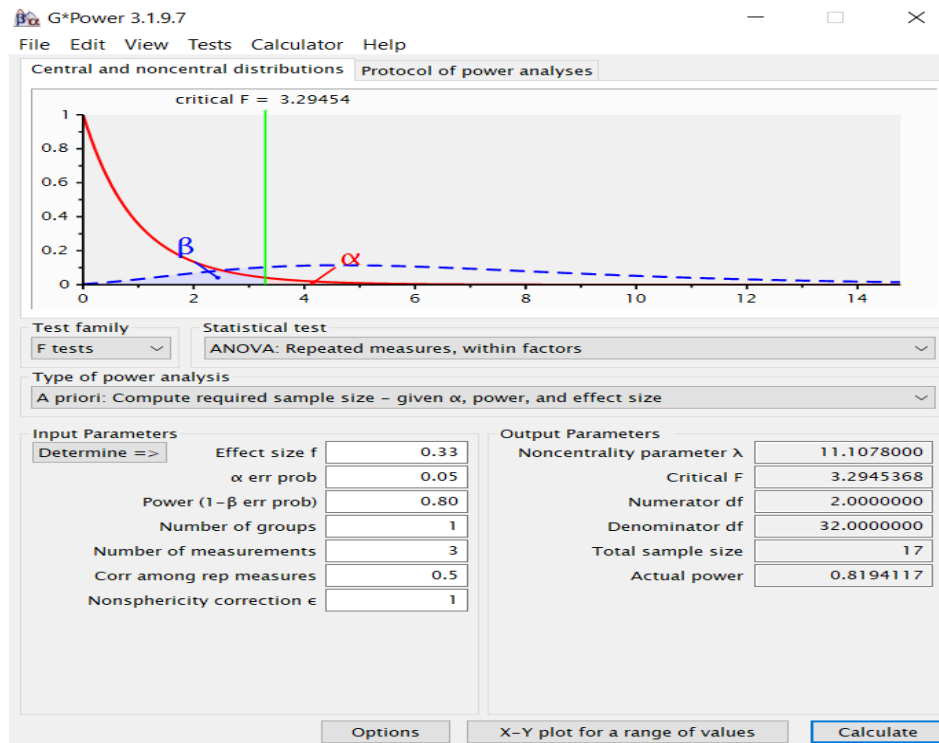 G*Power 3.1.9.7
File Edit View Tests Calculator Help
Central and noncentral distributions Protocol of power analyses
critical F = 3.29454
1
0.8
0.6
0.4
0.2
0
β
α
0 2 4 6 8 10 12 14
Test family Statistical test
F tests ANOVA: Repeated measures, within factors
Type of power analysis
A priori: Compute required sample size – given α, power, and effect size
Input Parameters Output Parameters
Determine => Effect size f 0.33 Noncentrality parameter λ 11.1078000
α err prob 0.05 Critical F 3.2945368
Power (1-β err prob) 0.80 Numerator df 2.0000000
Number of groups 1 Denominator df 32.0000000
Number of measurements 3 Total sample size 17
Corr among rep measures 0.5 Actual power 0.8194117
Nonsphericity correction ϵ 1
Options X-Y plot for a range of values Calculate